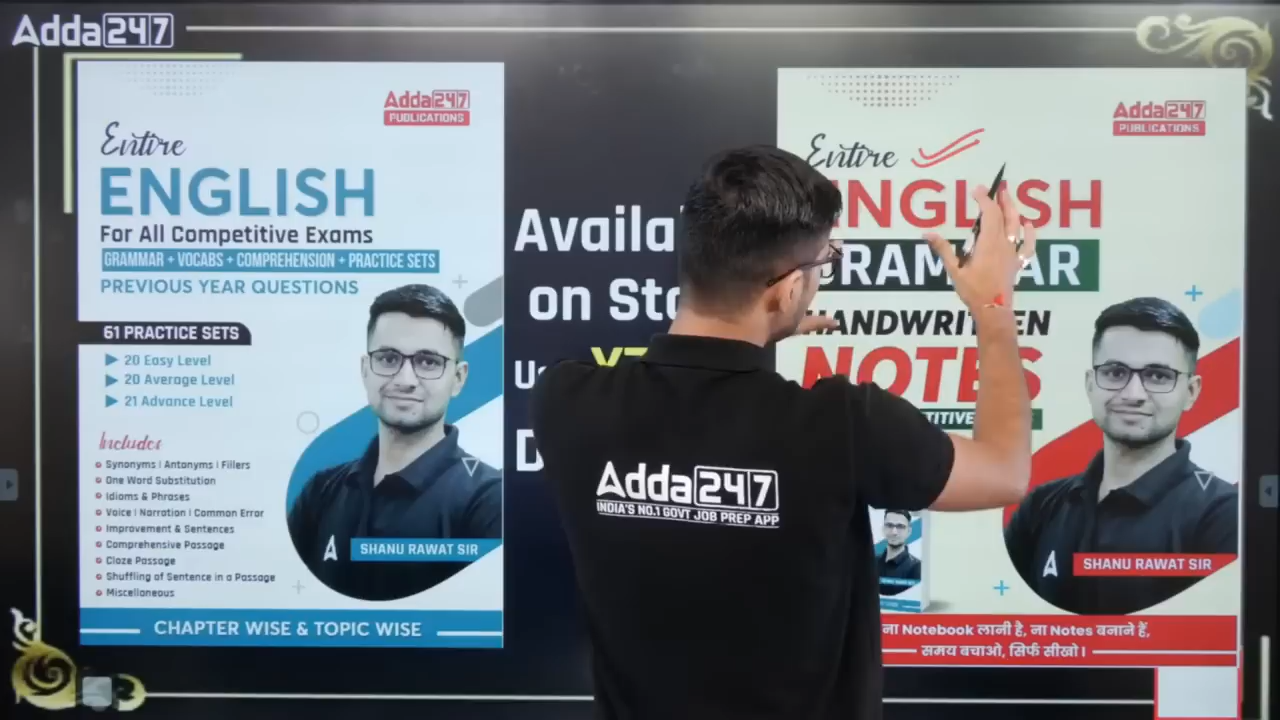 Adda247
Adda247
PUBLICATIONS
Entire
ENGLISH
For All Competitive Exams
GRAMMAR + VOCABS + COMPREHENSION + PRACTICE SETS
PREVIOUS YEAR QUESTIONS
61 PRACTICE SETS
20 Easy Level
20 Average Level
21 Advance Level
Includes
Synonyms | Antonyms | Fillers
One Word Substitution
Idioms & Phrases
Voice | Narration | Common Error
Improvement & Sentences
Comprehensive Passage
Cloze Passage
Shuffling of Sentence in a Passage
Miscellaneous
SHANU RAWAT SIR
CHAPTER WISE & TOPIC WISE
on
Adda247
INDIA'S NO.1 GOVT JOB PREP APP
Adda247
PUBLICATIONS
Entire
ENGLISH
GRAMMAR
HANDWRITTEN
NOTES
SHANU RAWAT SIR
ना Notebook लानी है, ना Notes बनाने हैं,
समय बचाओ, सिर्फ सीखो।